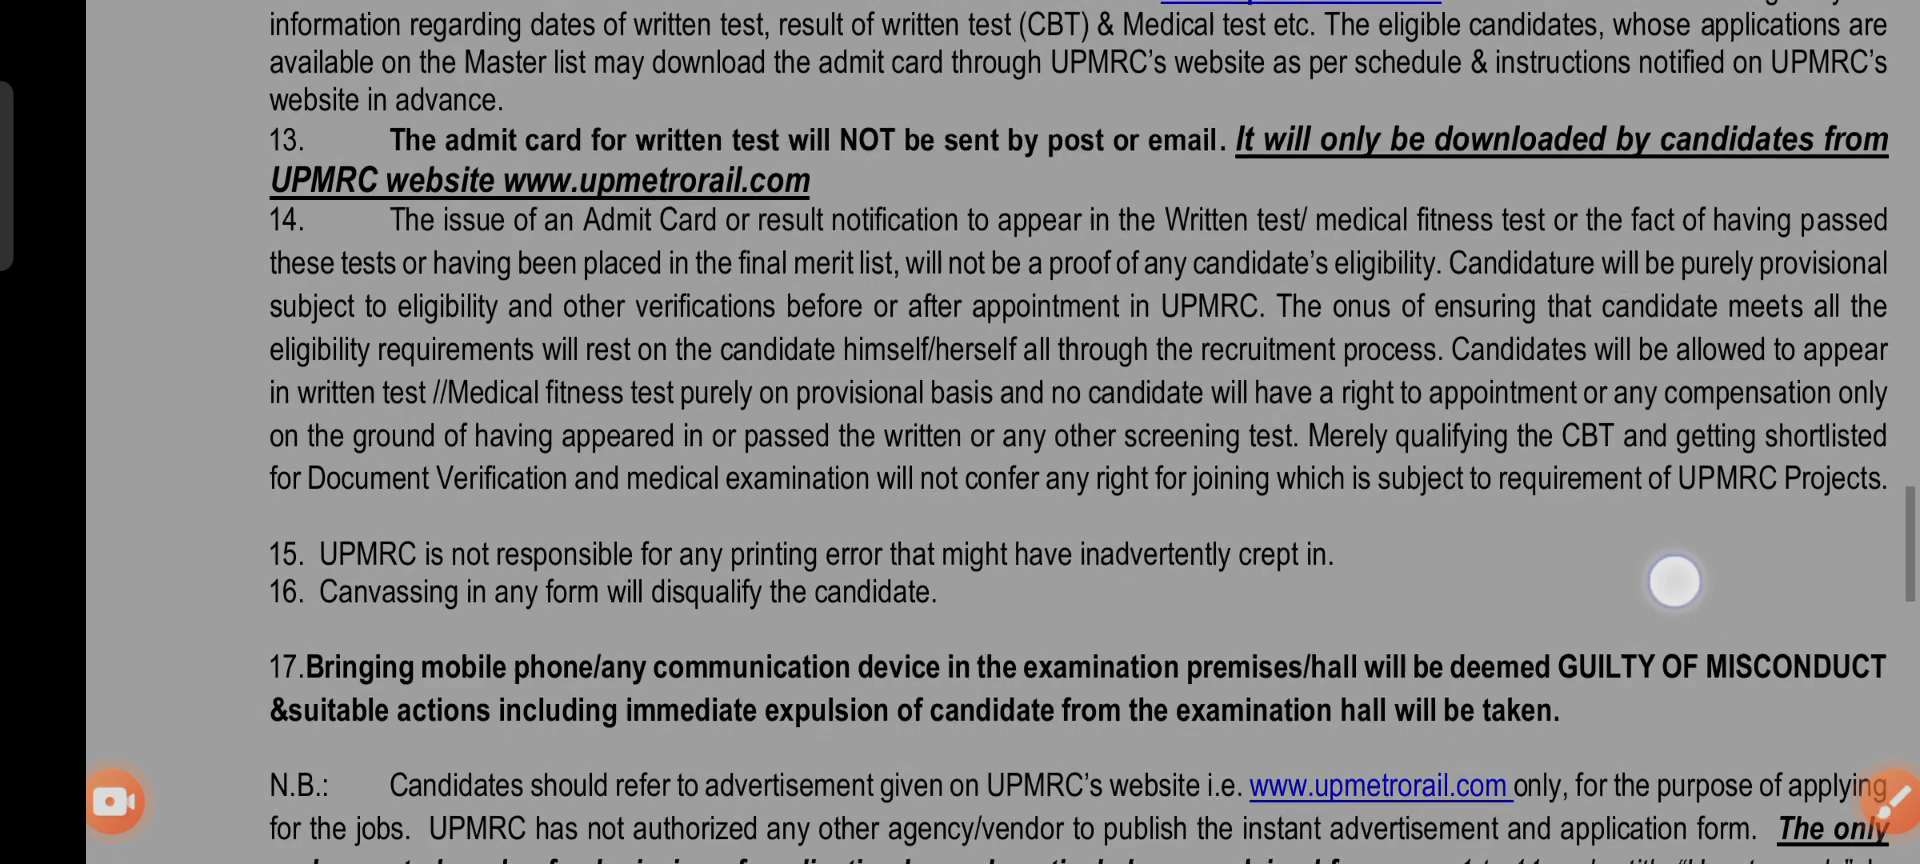 information regarding dates of written test, result of written test (CBT) & Medical test etc. The eligible candidates, whose applications are
available on the Master list may download the admit card through UPMRC’s website as per schedule & instructions notified on UPMRC’s
website in advance.
13. The admit card for written test will NOT be sent by post or email. It will only be downloaded by candidates from
UPMRC website www.upmetrorail.com
14. The issue of an Admit Card or result notification to appear in the Written test/ medical fitness test or the fact of having passed
these tests or having been placed in the final merit list, will not be a proof of any candidate’s eligibility. Candidature will be purely provisional
subject to eligibility and other verifications before or after appointment in UPMRC. The onus of ensuring that candidate meets all the
eligibility requirements will rest on the candidate himself/herself all through the recruitment process. Candidates will be allowed to appear
in written test //Medical fitness test purely on provisional basis and no candidate will have a right to appointment or any compensation only
on the ground of having appeared in or passed the written or any other screening test. Merely qualifying the CBT and getting shortlisted
for Document Verification and medical examination will not confer any right for joining which is subject to requirement of UPMRC Projects.
15. UPMRC is not responsible for any printing error that might have inadvertently crept in.
16. Canvassing in any form will disqualify the candidate.
17.Bringing mobile phone/any communication device in the examination premises/hall will be deemed GUILTY OF MISCONDUCT
&suitable actions including immediate expulsion of candidate from the examination hall will be taken.
N.B.: Candidates should refer to advertisement given on UPMRC’s website i.e. www.upmetrorail.com only, for the purpose of applying
for the jobs. UPMRC has not authorized any other agency/vendor to publish the instant advertisement and application form. The only